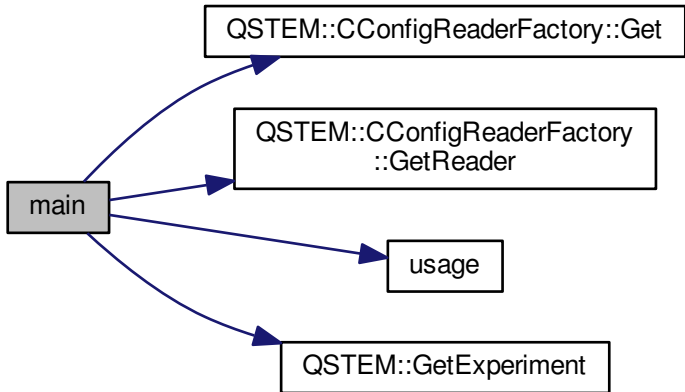 QSTEM::CConfigReaderFactory::Get
QSTEM::CConfigReaderFactory
::GetReader
main
usage
QSTEM::GetExperiment